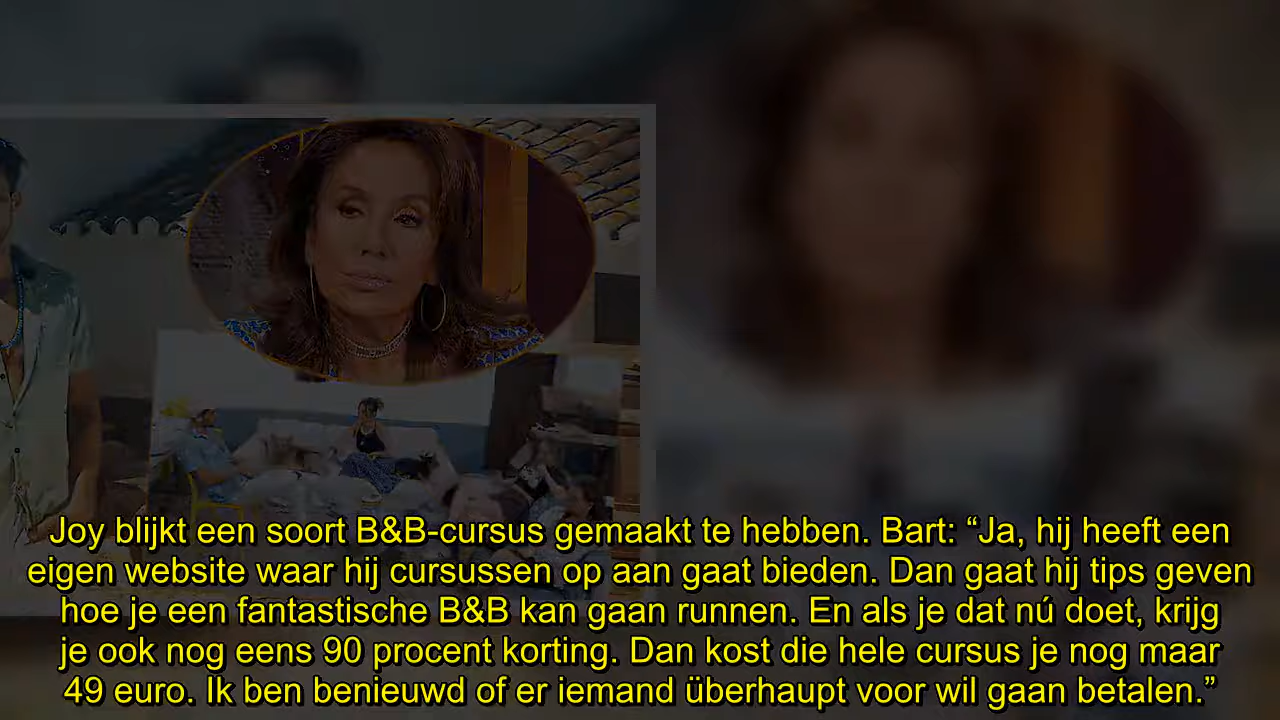 Joy blijkt een soort B&B-cursus gemaakt te hebben. Bart: “Ja, hij heeft een
eigen website waar hij cursussen op aan gaat bieden. Dan gaat hij tips geven
hoe je een fantastische B&B kan gaan runnen. En als je dat nú doet, krijg
je ook nog eens 90 procent korting. Dan kost die hele cursus je nog maar
49 euro. Ik ben benieuwd of er iemand überhaupt voor wil gaan betalen.”